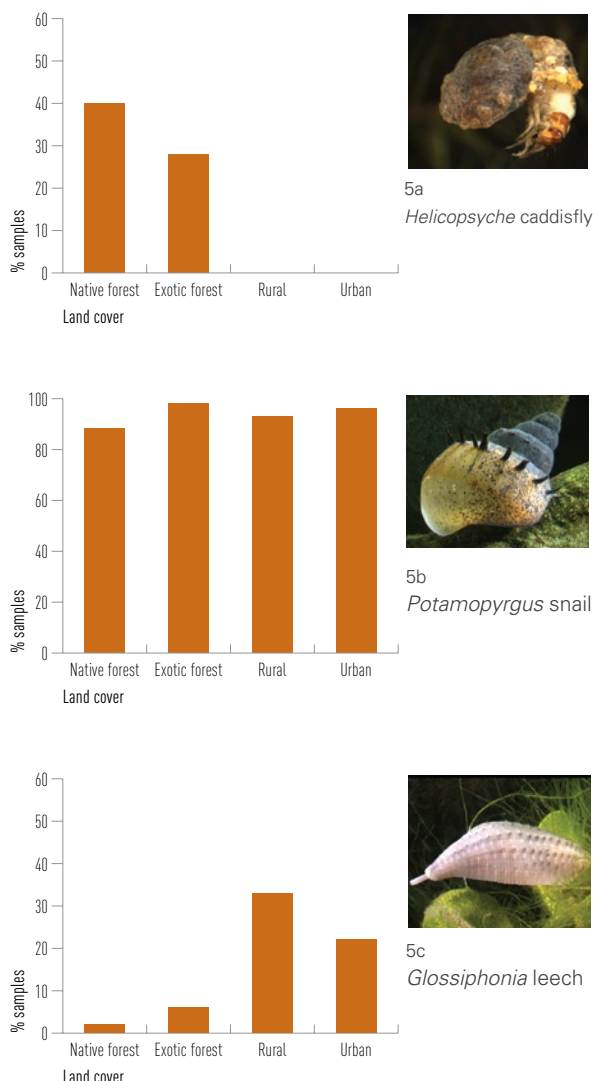 60
50
40
30
20
10
0
% samples
Native forest Exotic forest Rural Urban
Land cover
5a
Helicopsyche caddisfly
100
80
60
40
20
0
% samples
Native forest Exotic forest Rural Urban
Land cover
5b
Potamopyrgus snail
60
50
40
30
20
10
0
% samples
Native forest Exotic forest Rural Urban
Land cover
5c
Glossiphonia leech